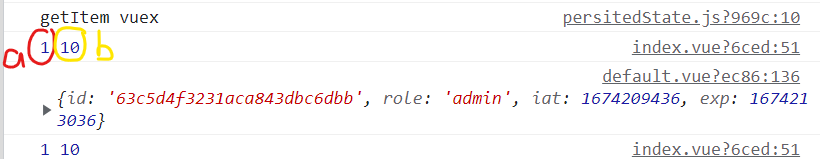 getItem vuex persitedState.js?969c:10
a 1 10 b index.vue?6ced:51
default.vue?ec86:136
{id: '63c5d4f3231aca843dbc6dbb', role: 'admin', iat: 1674209436, exp: 167421
3036}
1 10 index.vue?6ced:51